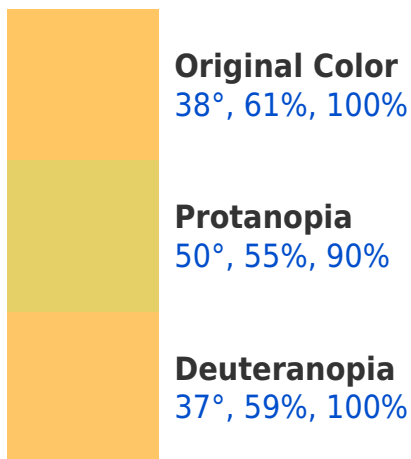 Original Color
38°, 61%, 100%
Protanopia
50°, 55%, 90%
Deuteranopia
37°, 59%, 100%